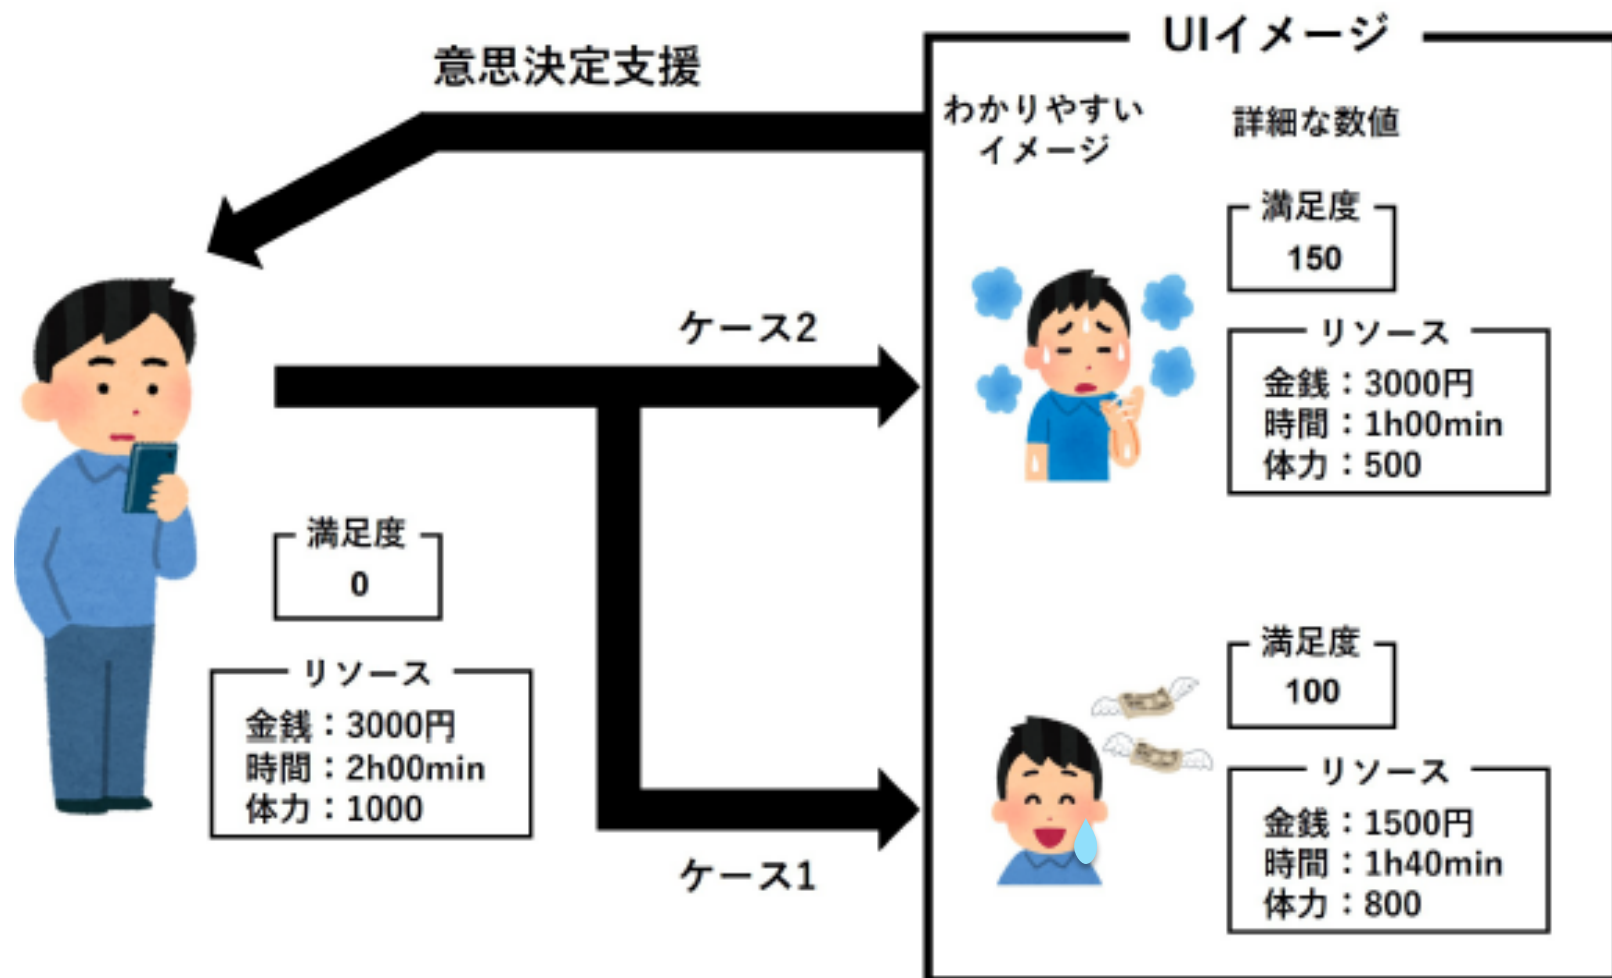 意思決定支援
UIイメージ
わかりやすい
イメージ
詳細な数値
満足度
150
リソース
金銭：3000円
時間：1h00min
体力：500
ケース2
満足度
0
リソース
金銭：3000円
時間：2h00min
体力：1000
ケース1
満足度
100
リソース
金銭：1500円
時間：1h40min
体力：800